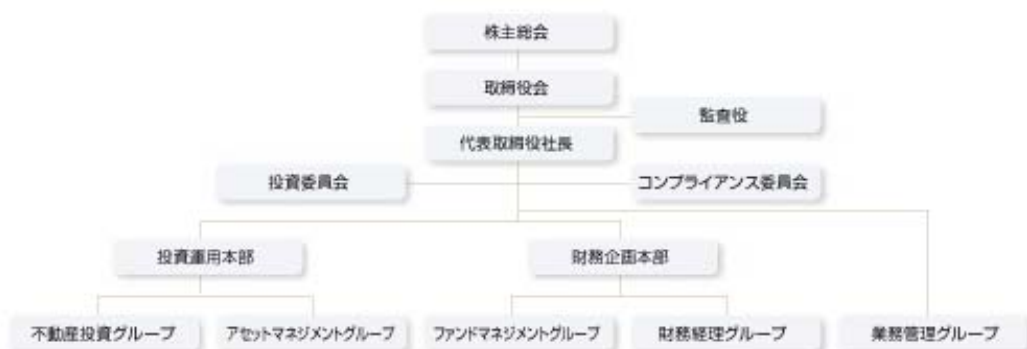 株主総会
取締役会
監査役
代表取締役社長
投資委員会
コンプライアンス委員会
投資運用本部
財務企画本部
不動産投資グループ
アセットマネジメントグループ
ファンドマネジメントグループ
財務経理グループ
業務管理グループ